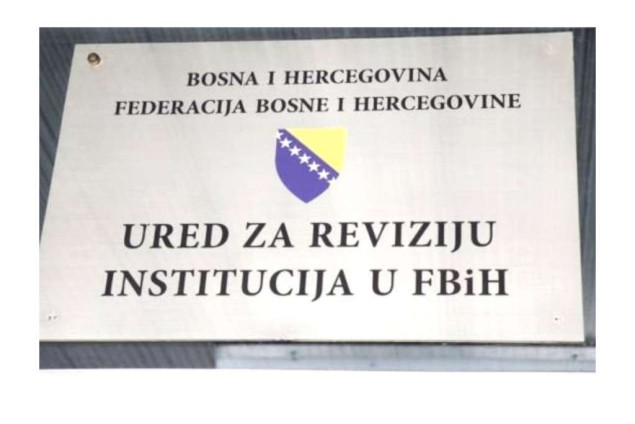 BOSNA I HERCEGOVINA
FEDERACIJA BOSNE I HERCEGOVINE
URED ZA REVIZIJU
INSTITUCIJA U FBiH